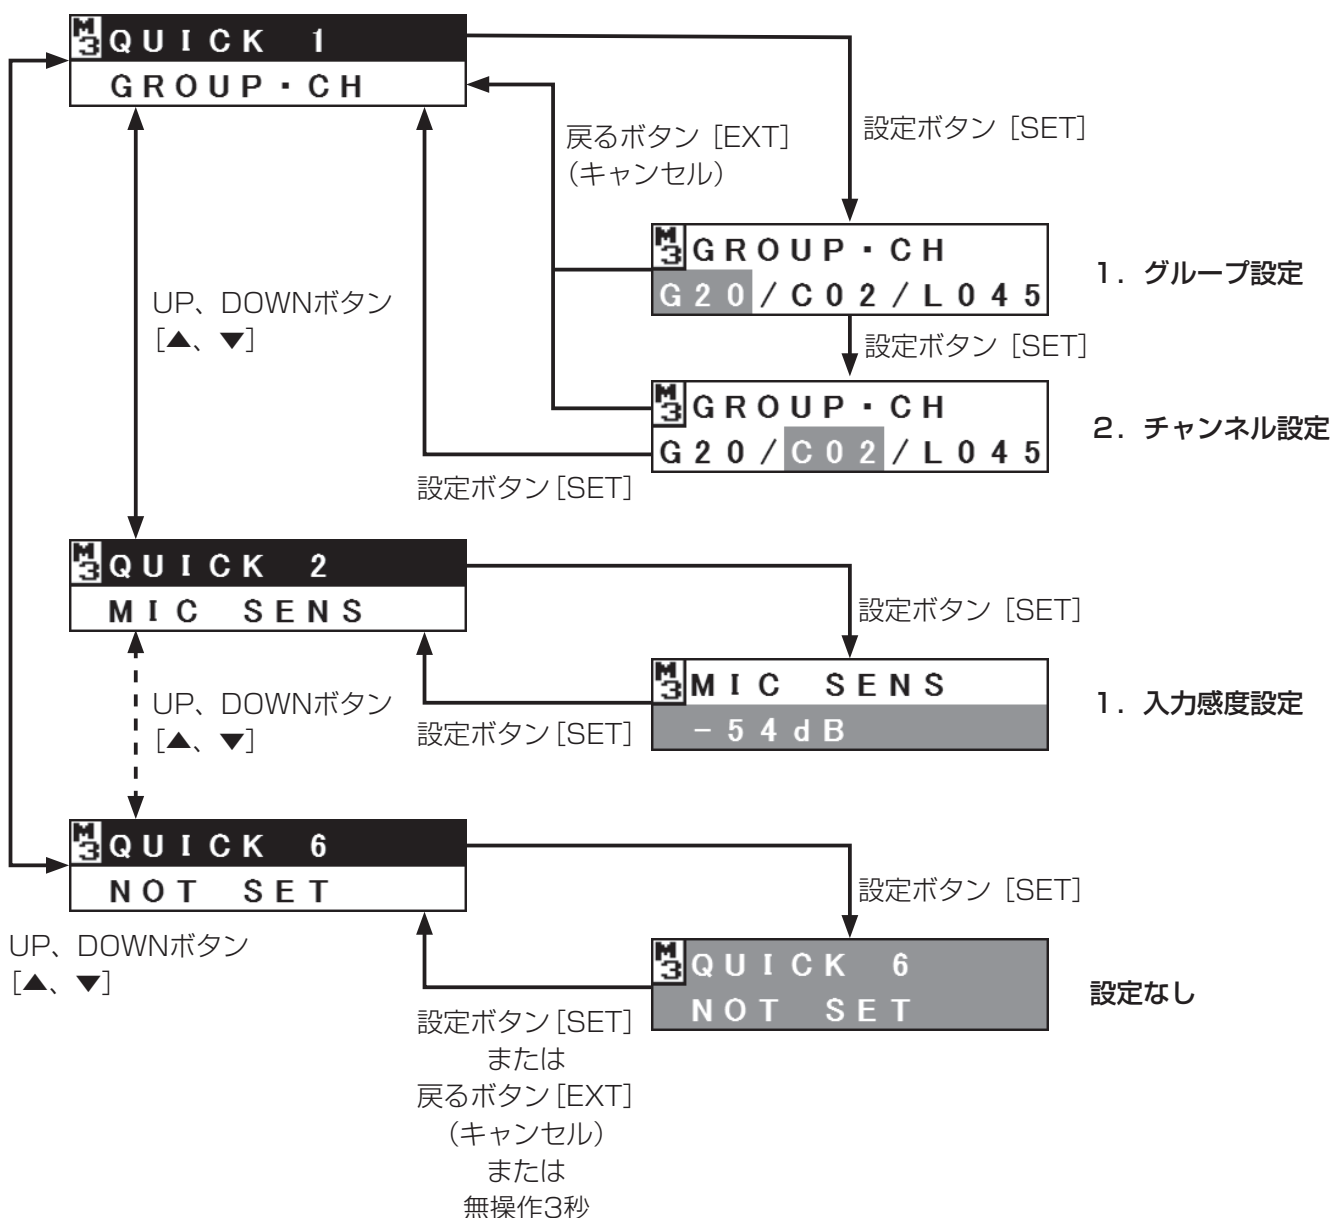 M3 QUICK 1
GROUP・CH
設定ボタン [SET]
戻るボタン [EXT]
(キャンセル)
M3 GROUP・CH
G20/C02/L045
1. グループ設定
UP、DOWNボタン
[▲、▼]
設定ボタン [SET]
M3 GROUP・CH
G20/C02/L045
2. チャンネル設定
設定ボタン [SET]
M3 QUICK 2
MIC SENS
設定ボタン [SET]
M3 MIC SENS
-54dB
1. 入力感度設定
UP、DOWNボタン
[▲、▼]
設定ボタン [SET]
M3 QUICK 6
NOT SET
設定ボタン [SET]
UP、DOWNボタン
[▲、▼]
M3 QUICK 6
NOT SET
設定なし
設定ボタン [SET]
または
戻るボタン [EXT]
(キャンセル)
または
無操作3秒